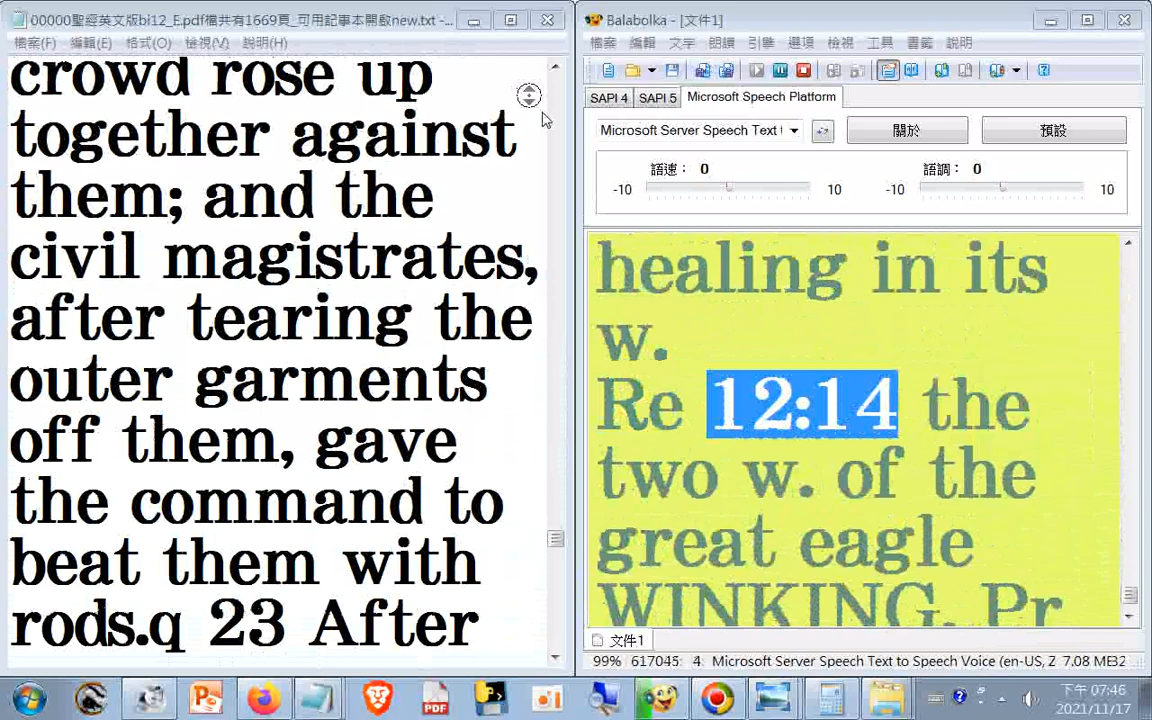 00000聖經英文版bi12_E.pdf檔共有1669頁_可用記事本開啟new.txt -...
檔案(F) 編輯(E) 格式(O) 檢視(V) 說明(H)
crowd rose up
together against
them; and the
civil magistrates,
after tearing the
outer garments
off them, gave
the command to
beat them with
rods.q 23 After
Balabolka - [文件1]
檔案 編輯 文字 朗讀 引擎 選項 檢視 工具 書籤 說明
SAPI 4 SAPI 5 Microsoft Speech Platform
Microsoft Server Speech Text 關於 預設
語速： 0 語調： 0
-10 10 -10 10
healing in its
w.
Re 12:14 the
two w. of the
great eagle
WINKING, Pr
文件1
99% 617045: 4: Microsoft Server Speech Text to Speech Voice (en-US, Z 7.08 MB
下午 07:46
2021/11/17